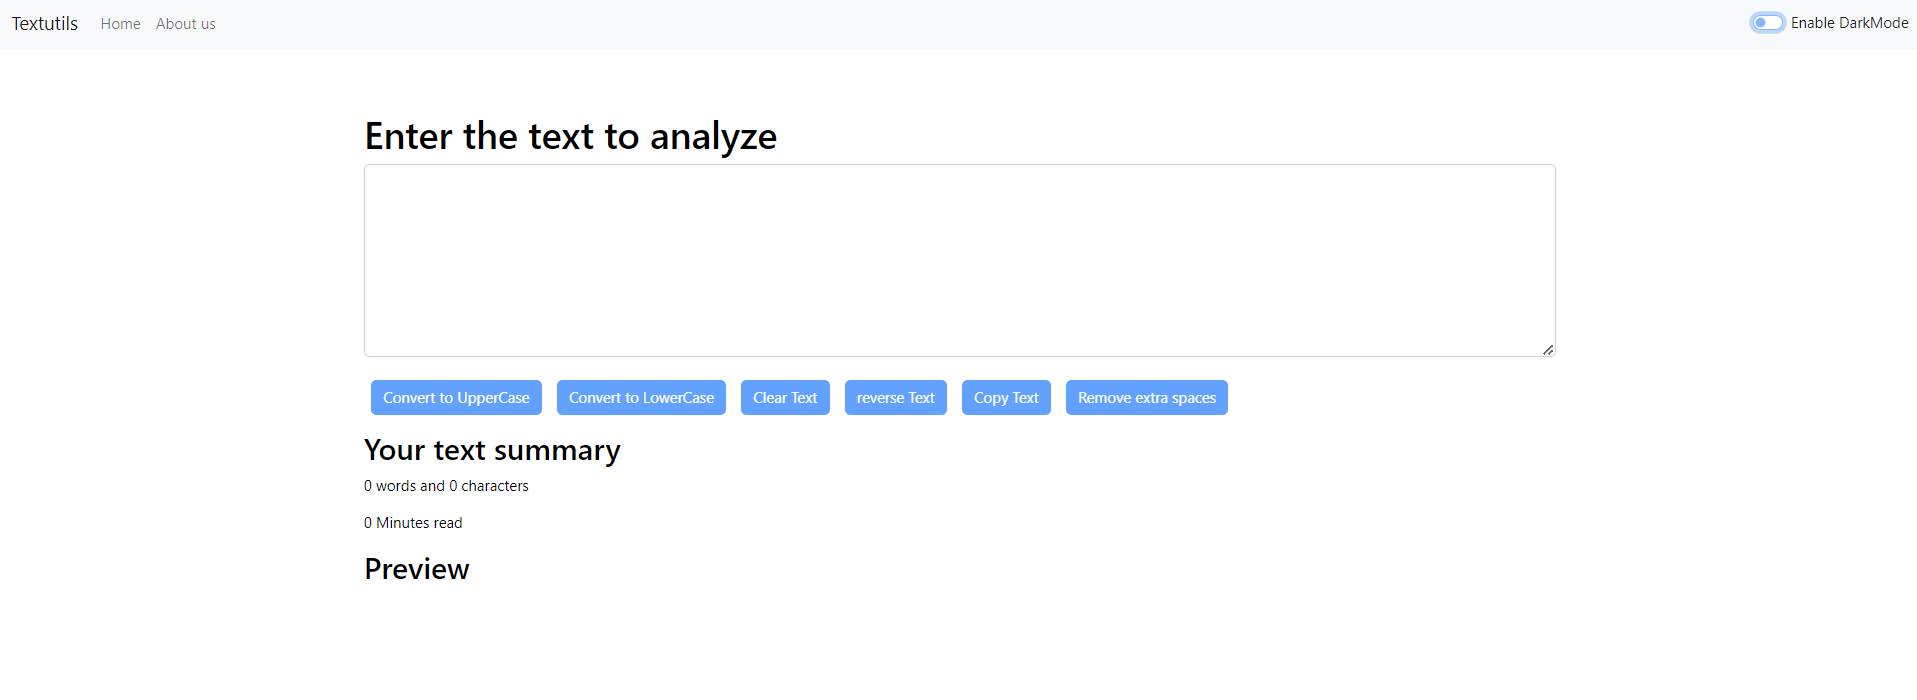 Textutils Home About us Enable DarkMode
Enter the text to analyze
Convert to UpperCase Convert to LowerCase Clear Text reverse Text Copy Text Remove extra spaces
Your text summary
0 words and 0 characters
0 Minutes read
Preview